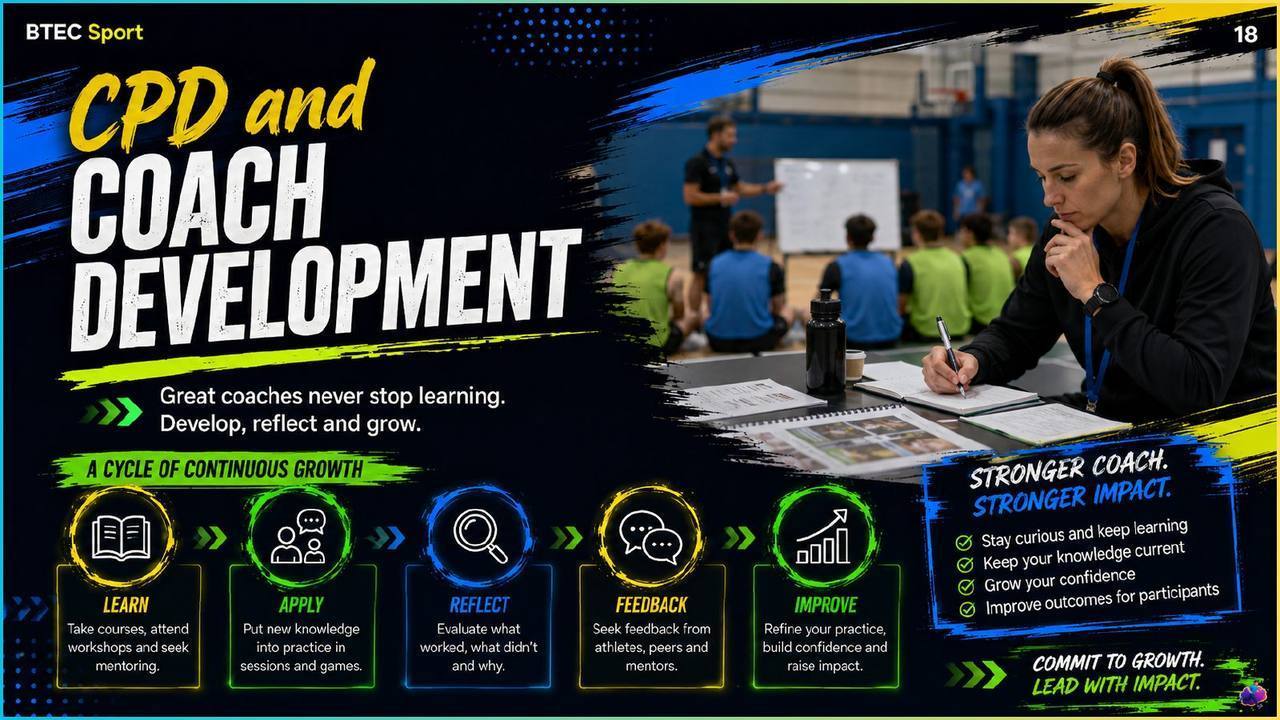 BTEC Sport
18
CPD and
COACH
DEVELOPMENT
Great coaches never stop learning.
Develop, reflect and grow.
A CYCLE OF CONTINUOUS GROWTH
LEARN
Take courses, attend
workshops and seek
mentoring.
APPLY
Put new knowledge
into practice in
sessions and games.
REFLECT
Evaluate what
worked, what didn't
and why.
FEEDBACK
Seek feedback from
athletes, peers and
mentors.
IMPROVE
Refine your practice,
build confidence and
raise impact.
STRONGER COACH.
STRONGER IMPACT.
Stay curious and keep learning
Keep your knowledge current
Grow your confidence
Improve outcomes for participants
COMMIT TO GROWTH.
LEAD WITH IMPACT.